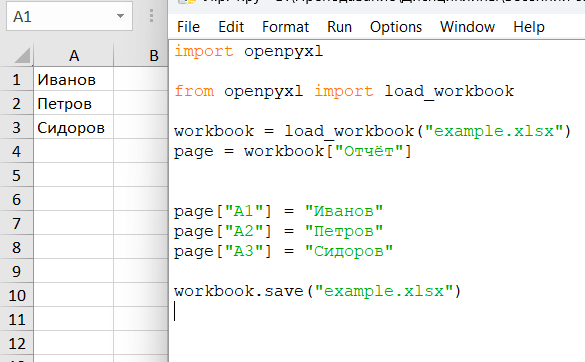 A1
A B
1 Иванов
2 Петров
3 Сидоров
4
5
6
7
8
9
10
11
12
File Edit Format Run Options Window Help
import openpyxl
from openpyxl import load_workbook
workbook = load_workbook("example.xlsx")
page = workbook["Отчёт"]
page["A1"] = "Иванов"
page["A2"] = "Петров"
page["A3"] = "Сидоров"
workbook.save("example.xlsx")